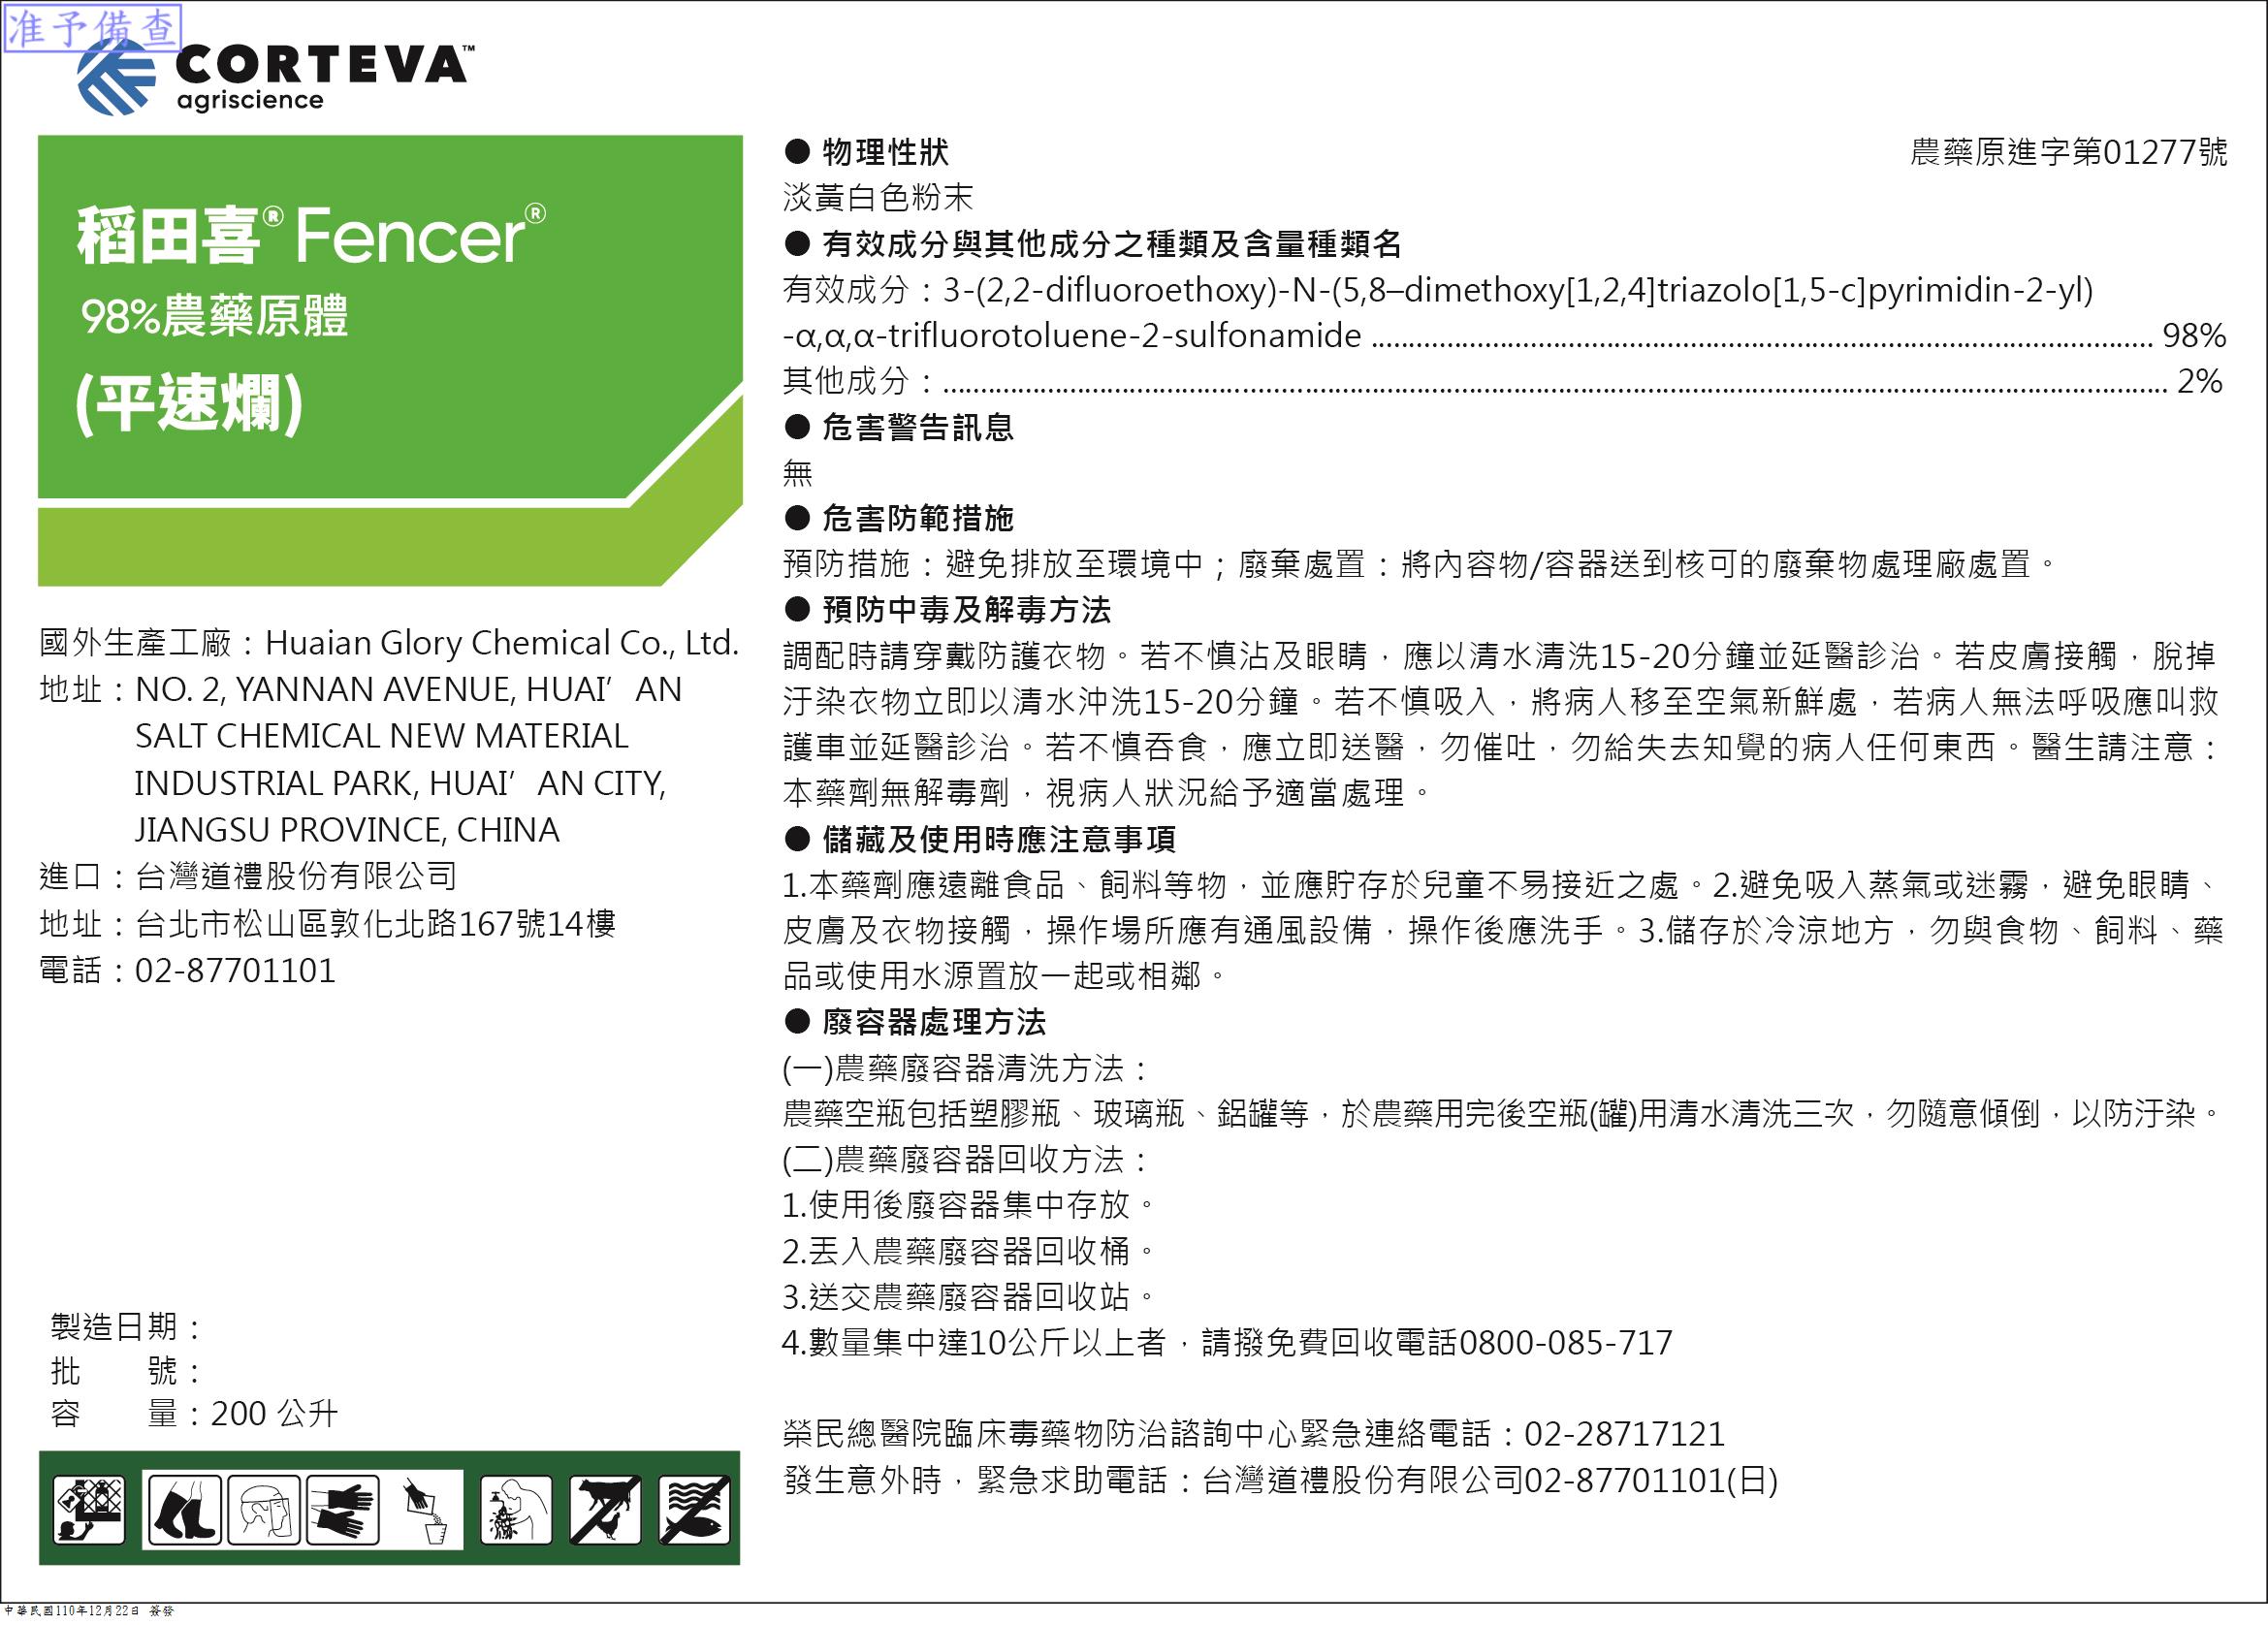 准予備查
CORTEVA™
agriscience
稻田喜® Fencer®
98%農藥原體
(平速爛)
國外生產工廠：Huaian Glory Chemical Co., Ltd.
地址：NO. 2, YANNAN AVENUE, HUAI’AN
SALT CHEMICAL NEW MATERIAL
INDUSTRIAL PARK, HUAI’AN CITY,
JIANGSU PROVINCE, CHINA
進口：台灣道禮股份有限公司
地址：台北市松山區敦化北路167號14樓
電話：02-87701101
製造日期：
批　　號：
容　　量：200 公升
● 物理性狀
農藥原進字第01277號
淡黃白色粉末
● 有效成分與其他成分之種類及含量種類名
有效成分：3-(2,2-difluoroethoxy)-N-(5,8–dimethoxy[1,2,4]triazolo[1,5-c]pyrimidin-2-yl)
-α,α,α-trifluorotoluene-2-sulfonamide ........................................ 98%
其他成分：........................................ 2%
● 危害警告訊息
無
● 危害防範措施
預防措施：避免排放至環境中；廢棄處置：將內容物/容器送到核可的廢棄物處理廠處置。
● 預防中毒及解毒方法
調配時請穿戴防護衣物。若不慎沾及眼睛，應以清水清洗15-20分鐘並延醫診治。若皮膚接觸，脫掉
汙染衣物立即以清水沖洗15-20分鐘。若不慎吸入，將病人移至空氣新鮮處，若病人無法呼吸應叫救
護車並延醫診治。若不慎吞食，應立即送醫，勿催吐，勿給失去知覺的病人任何東西。醫生請注意：
本藥劑無解毒劑，視病人狀況給予適當處理。
● 儲藏及使用時應注意事項
1.本藥劑應遠離食品、飼料等物，並應貯存於兒童不易接近之處。2.避免吸入蒸氣或迷霧，避免眼睛、
皮膚及衣物接觸，操作場所應有通風設備，操作後應洗手。3.儲存於冷涼地方，勿與食物、飼料、藥
品或使用水源置放一起或相鄰。
● 廢容器處理方法
(一)農藥廢容器清洗方法：
農藥空瓶包括塑膠瓶、玻璃瓶、鋁罐等，於農藥用完後空瓶(罐)用清水清洗三次，勿隨意傾倒，以防汙染。
(二)農藥廢容器回收方法：
1.使用後廢容器集中存放。
2.丟入農藥廢容器回收桶。
3.送交農藥廢容器回收站。
4.數量集中達10公斤以上者，請撥免費回收電話0800-085-717
榮民總醫院臨床毒藥物防治諮詢中心緊急連絡電話：02-28717121
發生意外時，緊急求助電話：台灣道禮股份有限公司02-87701101(日)
中華民國110年12月22日 簽發